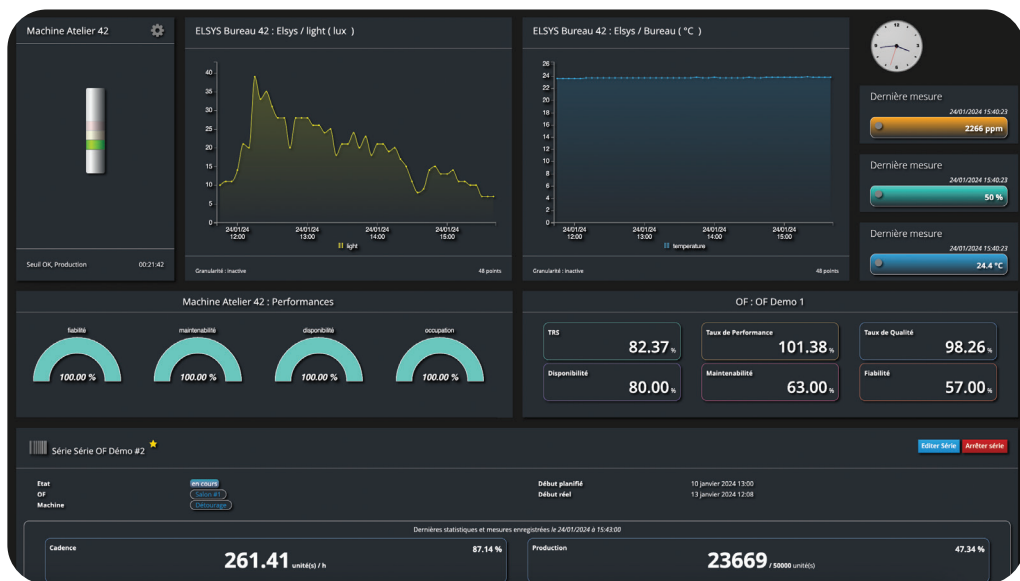 Machine Atelier 42
Seuil OK, Production 00:21:42
ELSYS Bureau 42 : Elsys / light ( lux )
40
35
30
25
20
15
10
5
0
24/01/24 24/01/24 24/01/24 24/01/24
12:00 13:00 14:00 15:00
light
Granularité : inactive 48 points
ELSYS Bureau 42 : Elsys / Bureau ( °C )
26
24
22
20
18
16
14
12
10
8
6
4
2
0
24/01/24 24/01/24 24/01/24 24/01/24
12:00 13:00 14:00 15:00
temperature
Granularité : inactive 48 points
Dernière mesure
24/01/2024 15:40:23
2266 ppm
Dernière mesure
24/01/2024 15:40:23
50 %
Dernière mesure
24/01/2024 15:40:23
24.4 °C
Machine Atelier 42 : Performances
fiabilité maintenabilité disponibilité occupation
100.00 % 100.00 % 100.00 % 100.00 %
OF : OF Demo 1
TRS
82.37 %
Taux de Performance
101.38 %
Taux de Qualité
98.26 %
Disponibilité
80.00 %
Maintenabilité
63.00 %
Fiabilité
57.00 %
Série Série OF Démo #2
Editer Série Arrêter série
Etat en cours
OF Salon #1
Machine Détourage
Début planifié 10 janvier 2024 13:00
Début réel 13 janvier 2024 12:08
Dernières statistiques et mesures enregistrées le 24/01/2024 à 15:43:00
Cadence 87.14 %
261.41 unité(s) / h
Production 47.34 %
23669 / 50000 unité(s)